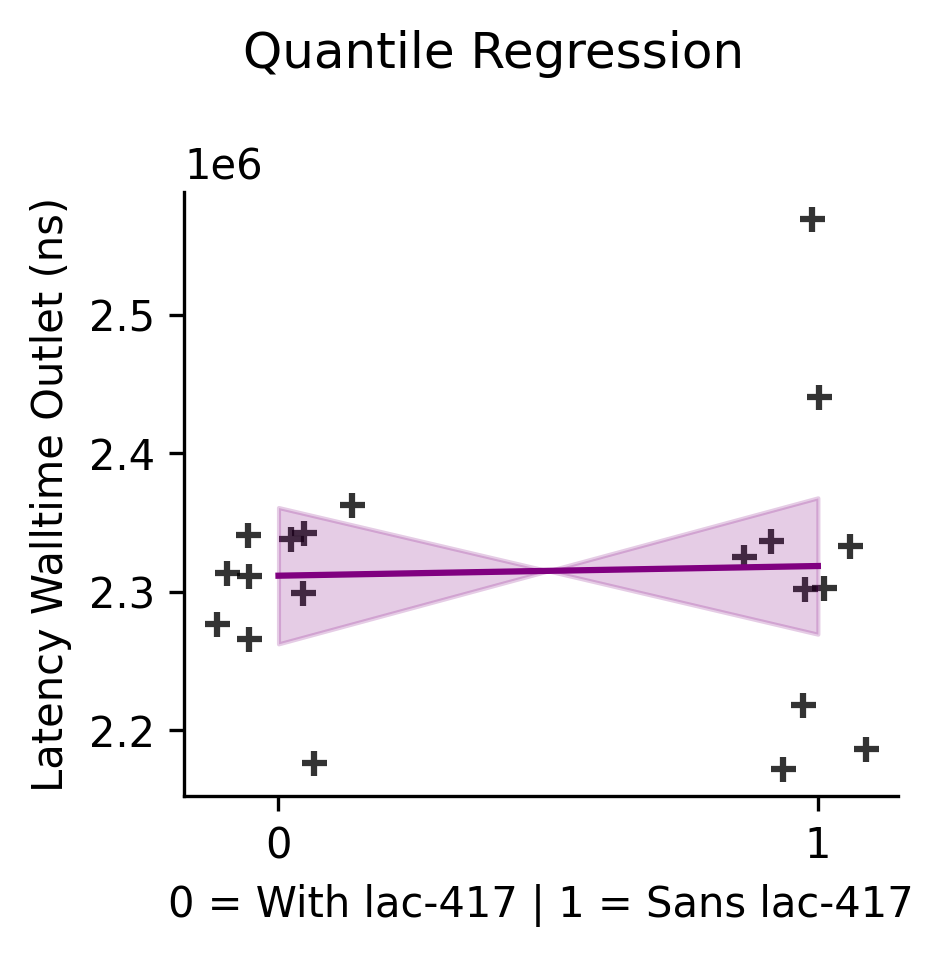 Quantile Regression
1e6
Latency Walltime Outlet (ns)
2.5
2.4
2.3
2.2
0 1
0 = With lac-417 | 1 = Sans lac-417